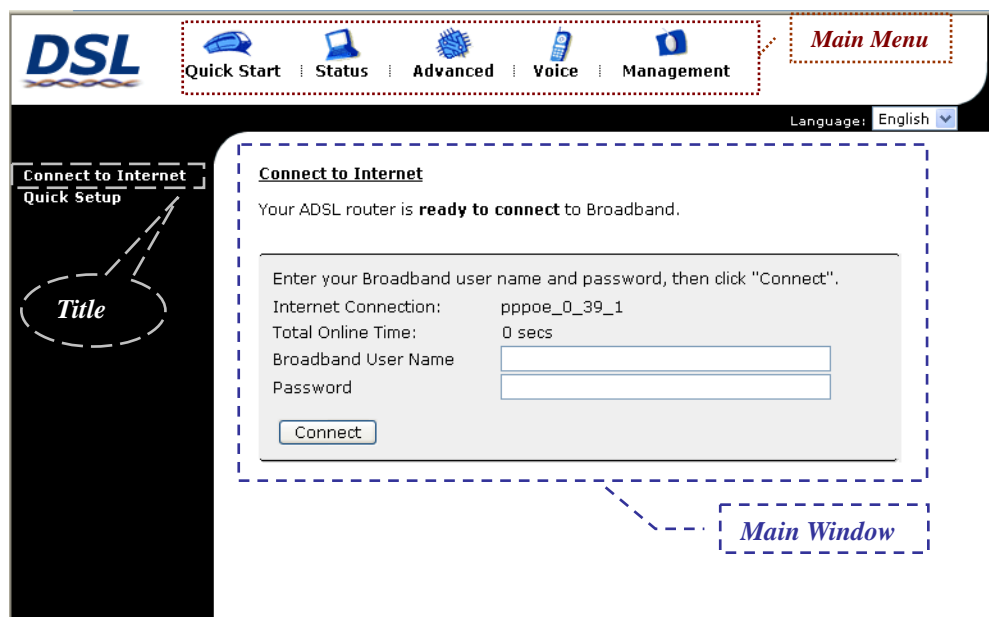 DSL
Quick Start | Status | Advanced | Voice | Management
Main Menu
Language: English
Connect to Internet
Quick Setup
Title
Connect to Internet
Your ADSL router is ready to connect to Broadband.
Enter your Broadband user name and password, then click "Connect".
Internet Connection: pppoe_0_39_1
Total Online Time: 0 secs
Broadband User Name
Password
Connect
Main Window